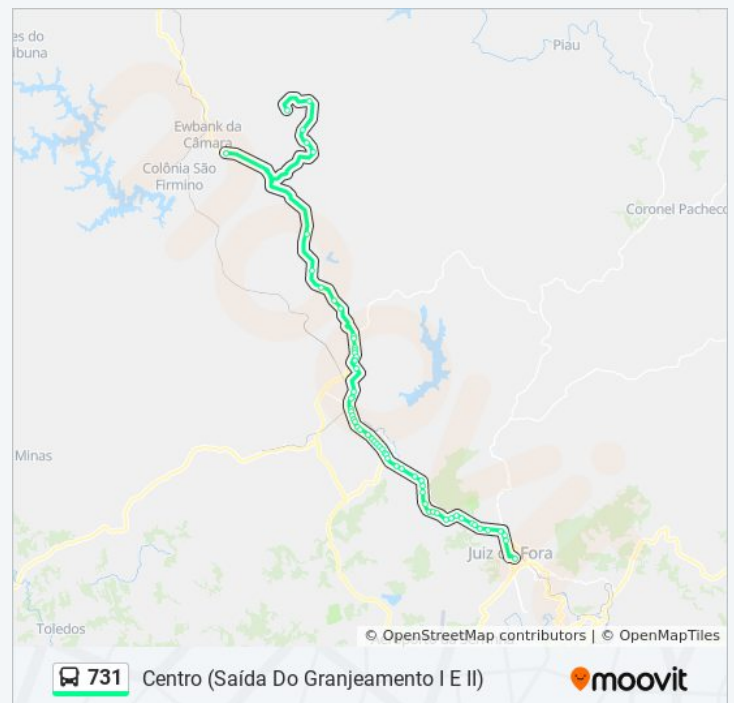 es do
ibuna
Piau
Ewbank da
Câmara
Colônia São
Firmino
Coronel Pacheco
Minas
Juiz de Fora
Toledos
© OpenStreetMap contributors | © OpenMapTiles
731 Centro (Saída Do Granjeamento I E II)
moovit